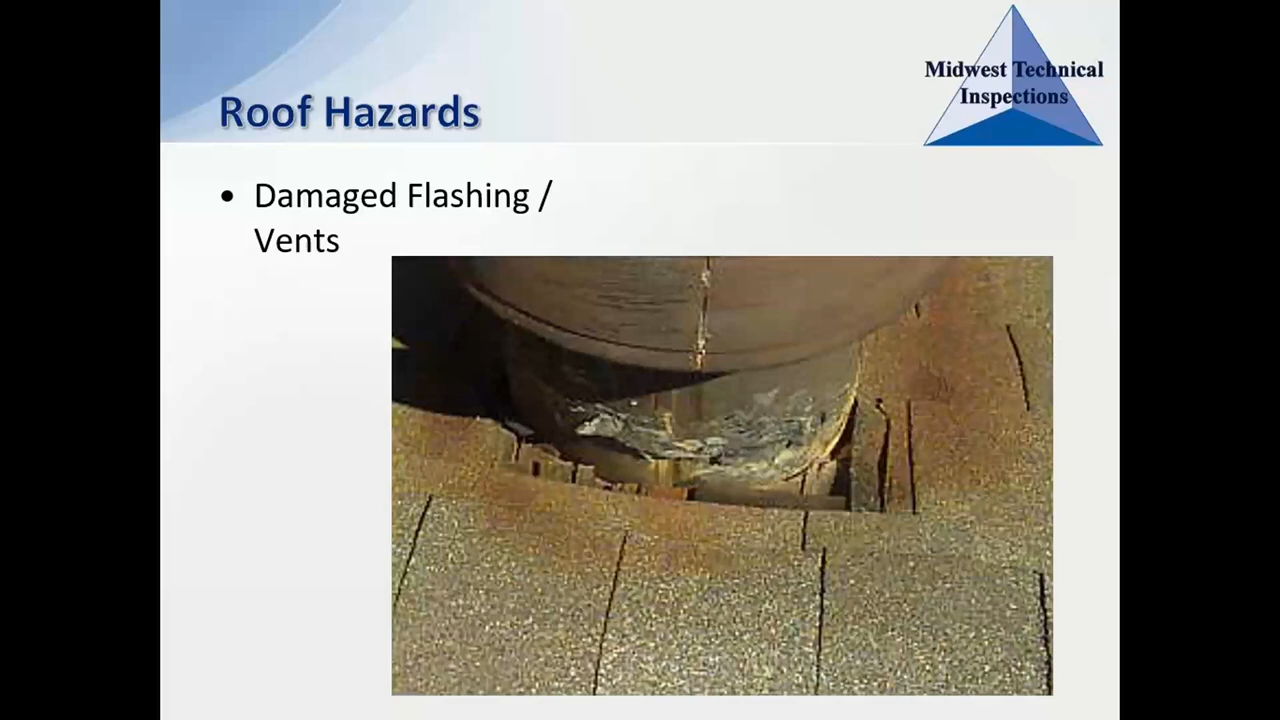 Midwest Technical
Inspections
Roof Hazards
• Damaged Flashing /
Vents